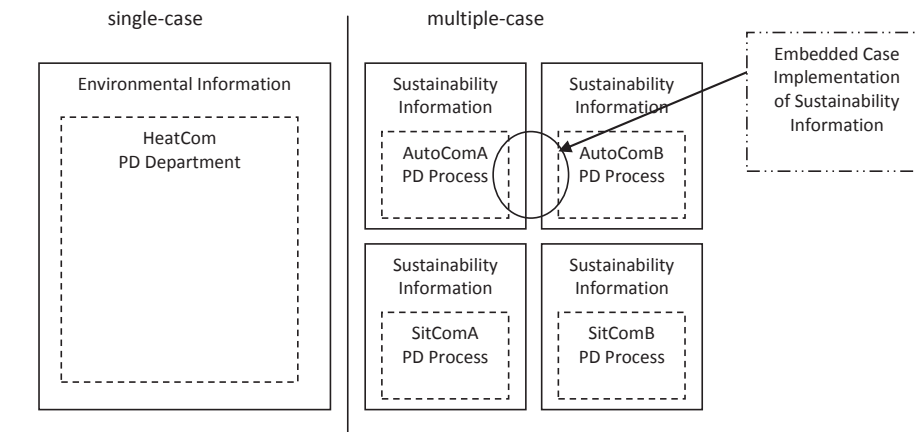 single-case
multiple-case
Environmental Information
HeatCom
PD Department
Sustainability
Information
AutoComA
PD Process
Sustainability
Information
AutoComB
PD Process
Embedded Case
Implementation
of Sustainability
Information
Sustainability
Information
SitComA
PD Process
Sustainability
Information
SitComB
PD Process